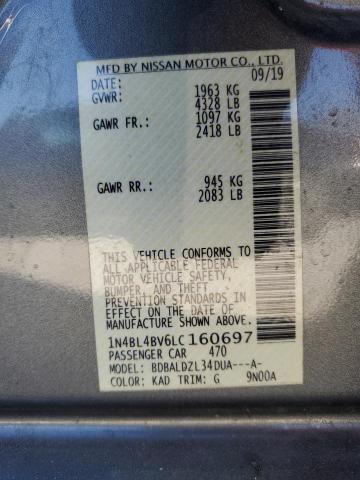 MFD BY NISSAN MOTOR CO., LTD.
DATE: 09/19
GVWR: 1963 KG
4328 LB
GAWR FR.: 1097 KG
2418 LB
GAWR RR.: 945 KG
2083 LB
THIS VEHICLE CONFORMS TO
ALL APPLICABLE FEDERAL
MOTOR VEHICLE SAFETY,
BUMPER, AND THEFT
PREVENTION STANDARDS IN
EFFECT ON THE DATE OF
MANUFACTURE SHOWN ABOVE.
1N4BL4BV6LC160697
PASSENGER CAR 470
MODEL: BDBALDZL34DUA---A-
COLOR: KAD TRIM: G 9N00A